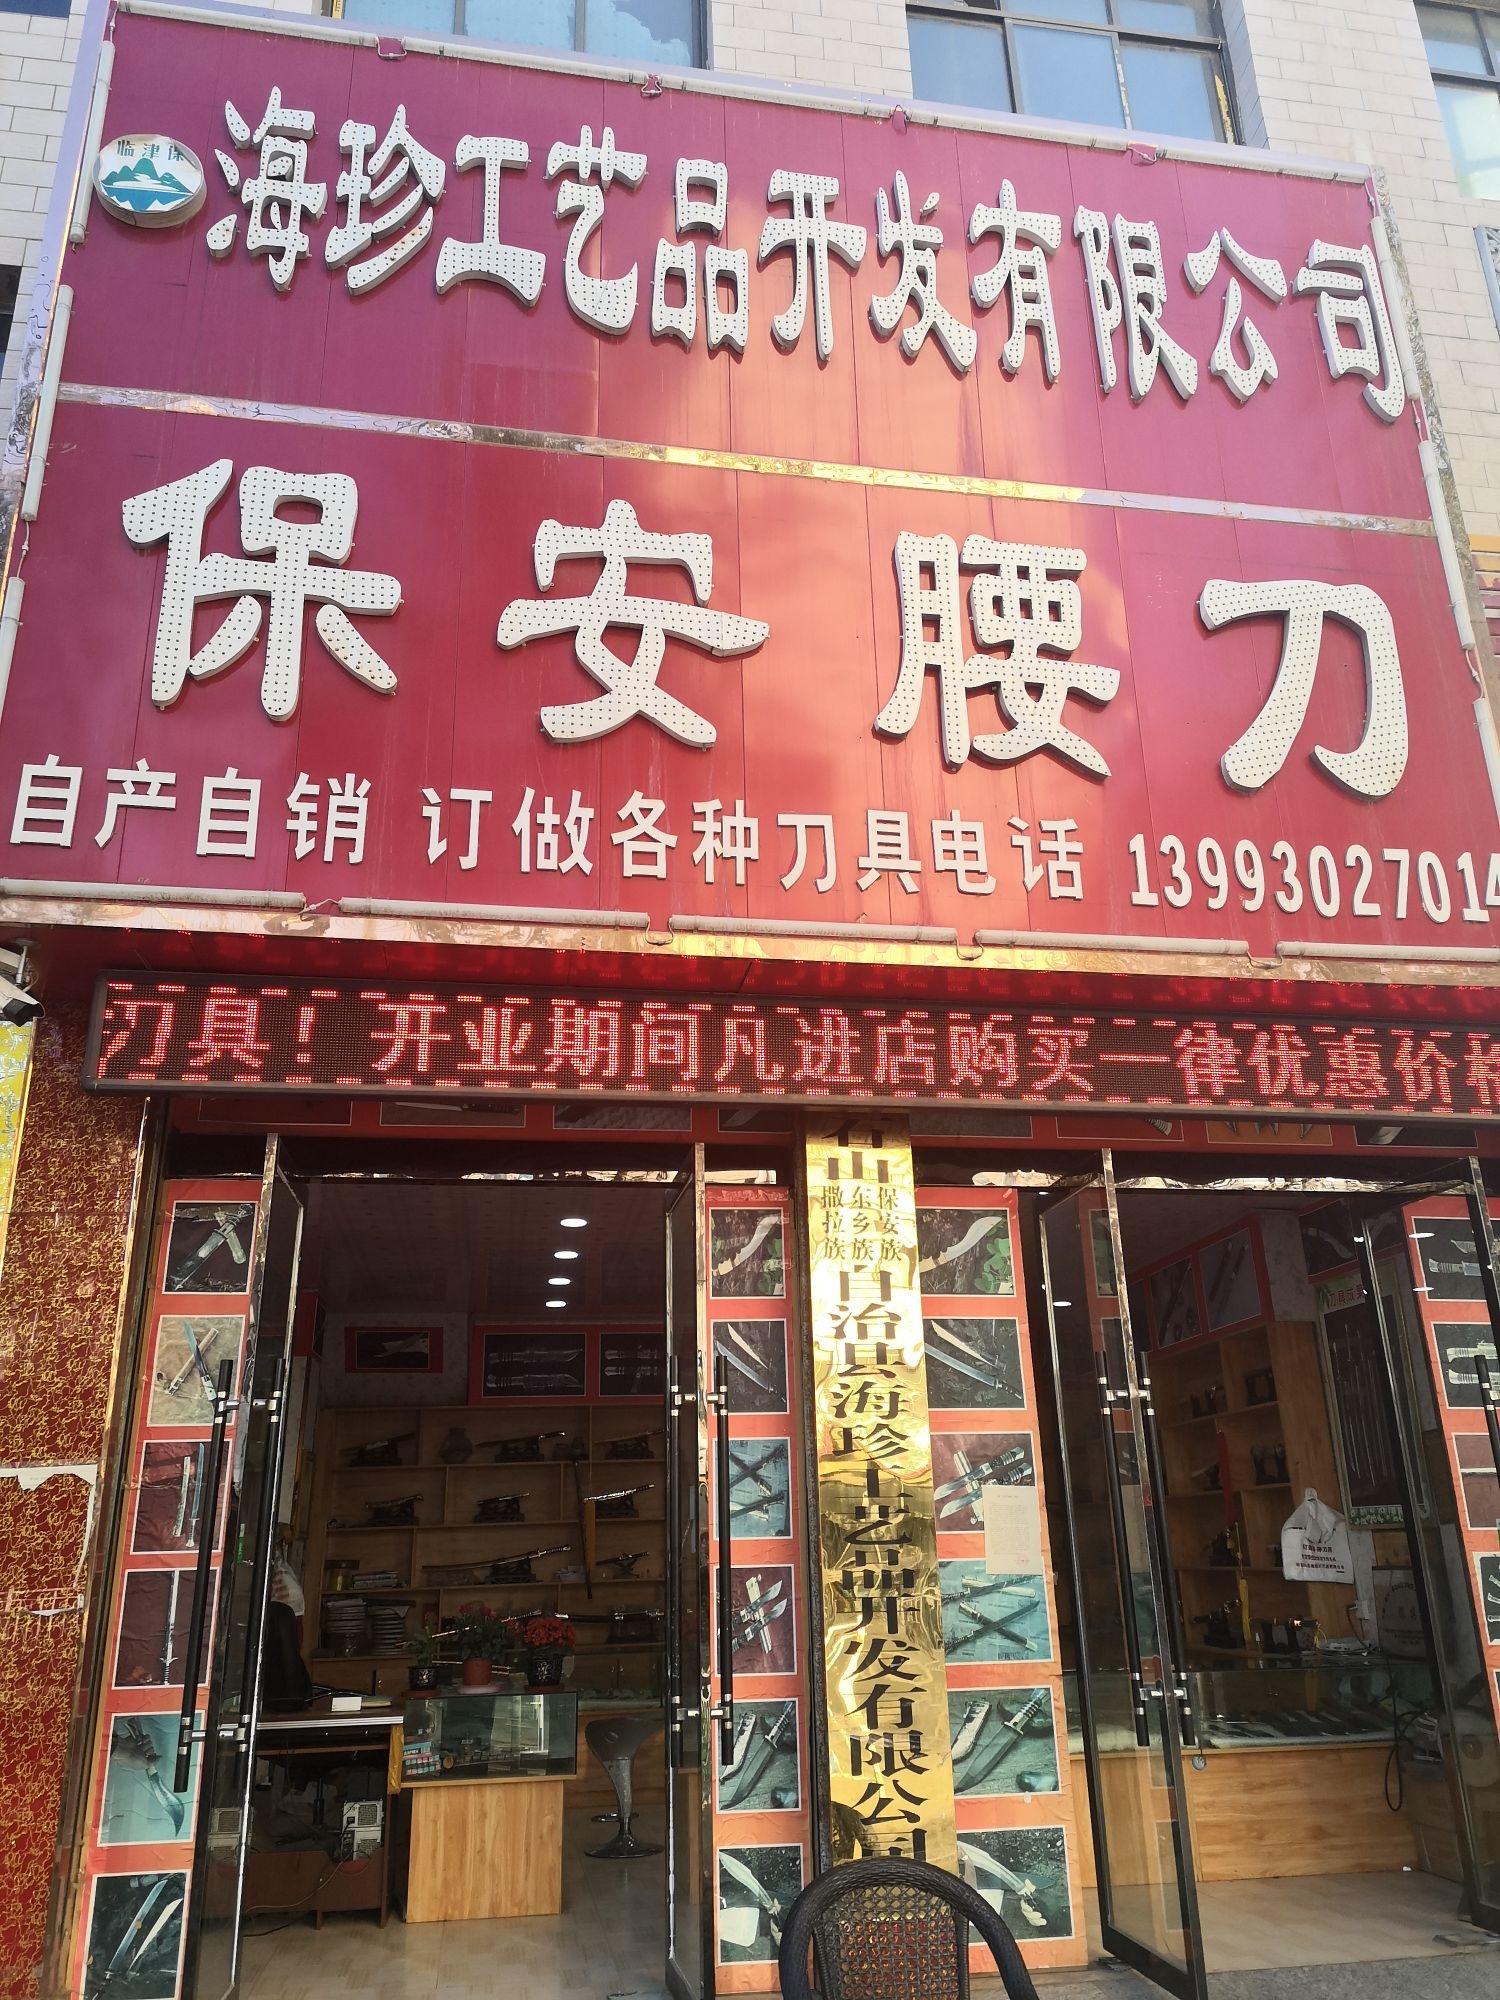 临津保
海珍工艺品开发有限公司
保安腰刀
自产自销 订做各种刀具电话 13993027014
刀具！开业期间凡进店购买一律优惠价格
石山
保安族
东乡族
撒拉族
自治县海珍工艺品开发有限公司